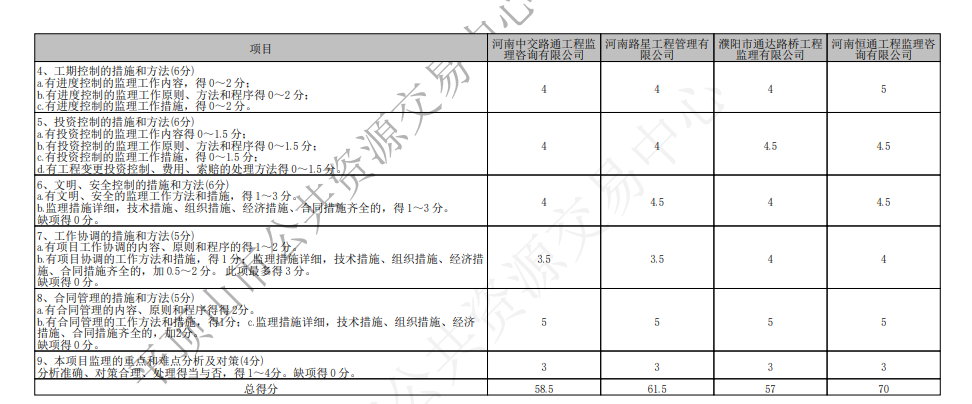 项目
河南中交路通工程监理咨询有限公司
河南路星工程管理有限公司
濮阳市通达路桥工程监理有限公司
河南恒通工程监理咨询有限公司
4、工期控制的措施和方法(6分)
a.有进度控制的监理工作内容，得 0～2 分；
b.有进度控制的监理工作原则、方法和程序得 0～2 分；
c.有进度控制的监理工作措施，得 0～2 分。
4 4 4 5
5、投资控制的措施和方法(6分)
a.有投资控制的监理工作内容得 0～1.5 分；
b.有投资控制的监理工作原则、方法和程序得 0～1.5 分；
c.有投资控制的监理工作措施，得 0～1.5 分；
d.有工程变更投资控制、费用、索赔的处理方法得 0～1.5 分。
4 4 4.5 4.5
6、文明、安全控制的措施和方法(6分)
a.有文明、安全的监理工作方法和措施，得 1～3 分。
b.监理措施详细，技术措施、组织措施、经济措施、合同措施齐全的，得 1～3 分。
缺项得 0 分。
4 4.5 4 4.5
7、工作协调的措施和方法(5分)
a.有项目工作协调的内容、原则和程序的得 1～2 分。
b.有项目协调的工作方法和措施，得 1 分；监理措施详细，技术措施、组织措施、经济措
施、合同措施齐全的，加 0.5～2 分。 此项最多得 3 分。
缺项得 0 分。
3.5 3.5 4 4
8、合同管理的措施和方法(5分)
a.有合同管理的内容、原则和程序得得 2分。
b.有合同管理的工作方法和措施，得1分；c.监理措施详细，技术措施、组织措施、经济
措施、合同措施齐全的，加2分。
缺项得 0 分。
5 5 5 5
9、本项目监理的重点和难点分析及对策(4分)
分析准确、对策合理、处理得当与否，得 1～4分。缺项得 0 分。
3 3 3 3
总得分 58.5 61.5 57 70
平顶山市公共资源交易中心
公共资源交易中心